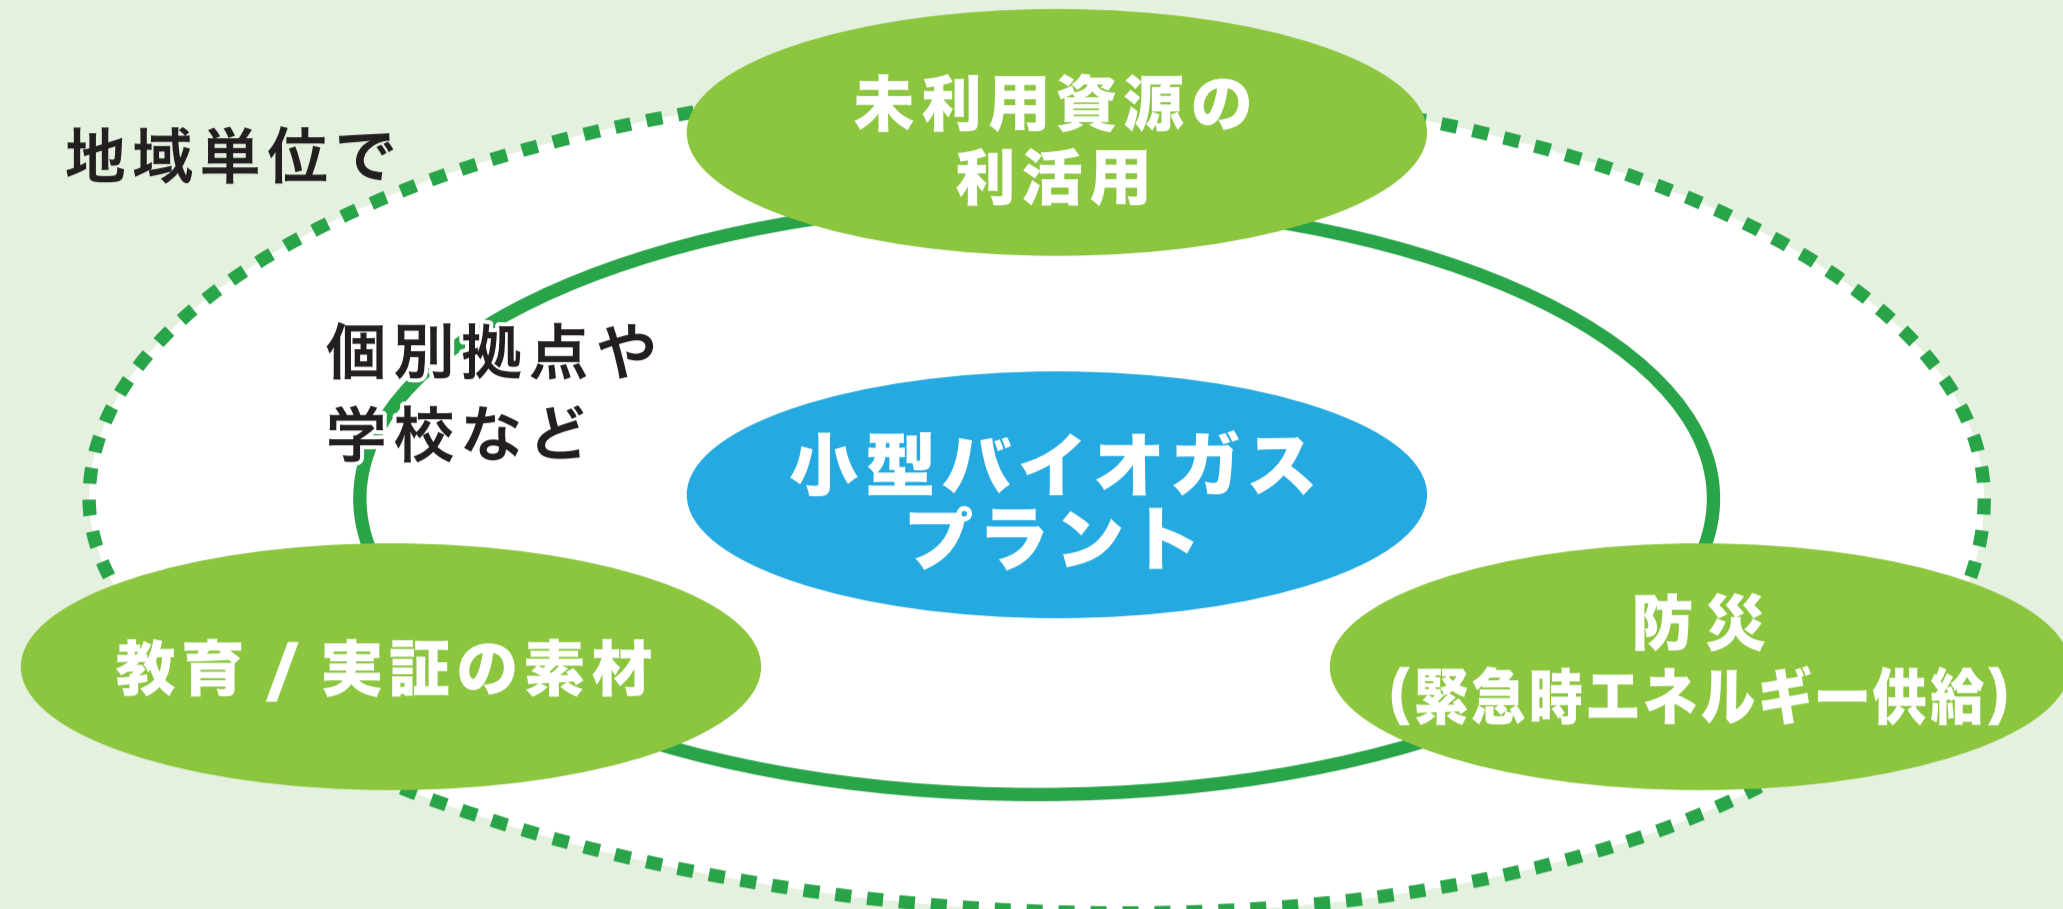 未利用資源の
利活用
地域単位で
個別拠点や
学校など
小型バイオガス
プラント
教育 / 実証の素材
防災
(緊急時エネルギー供給)